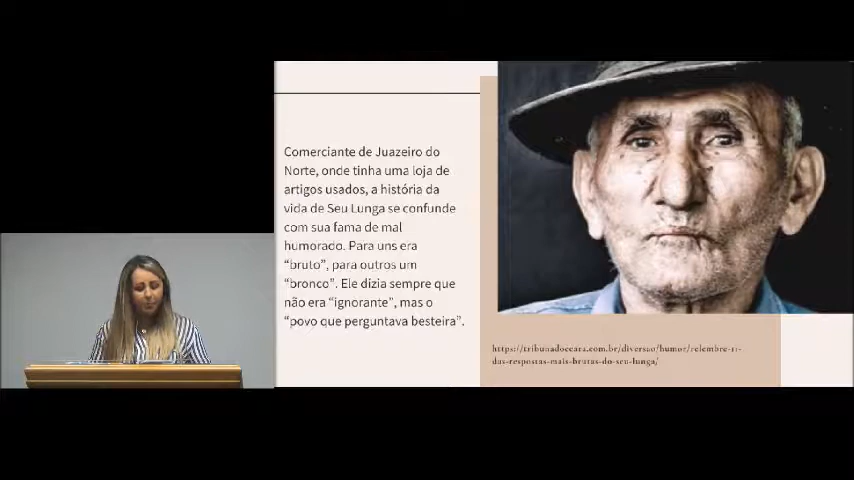 Comerciante de Juazeiro do
Norte, onde tinha uma loja de
artigos usados, a história da
vida de Seu Lunga se confunde
com sua fama de mal
humorado. Para uns era
“bruto”, para outros um
“bronco”. Ele dizia sempre que
não era “ignorante”, mas o
“povo que perguntava besteira”.
https://tribunadoceara.com.br/diversao/humor/relembre-11-
das-respostas-mais-brutas-do-seu-lunga/